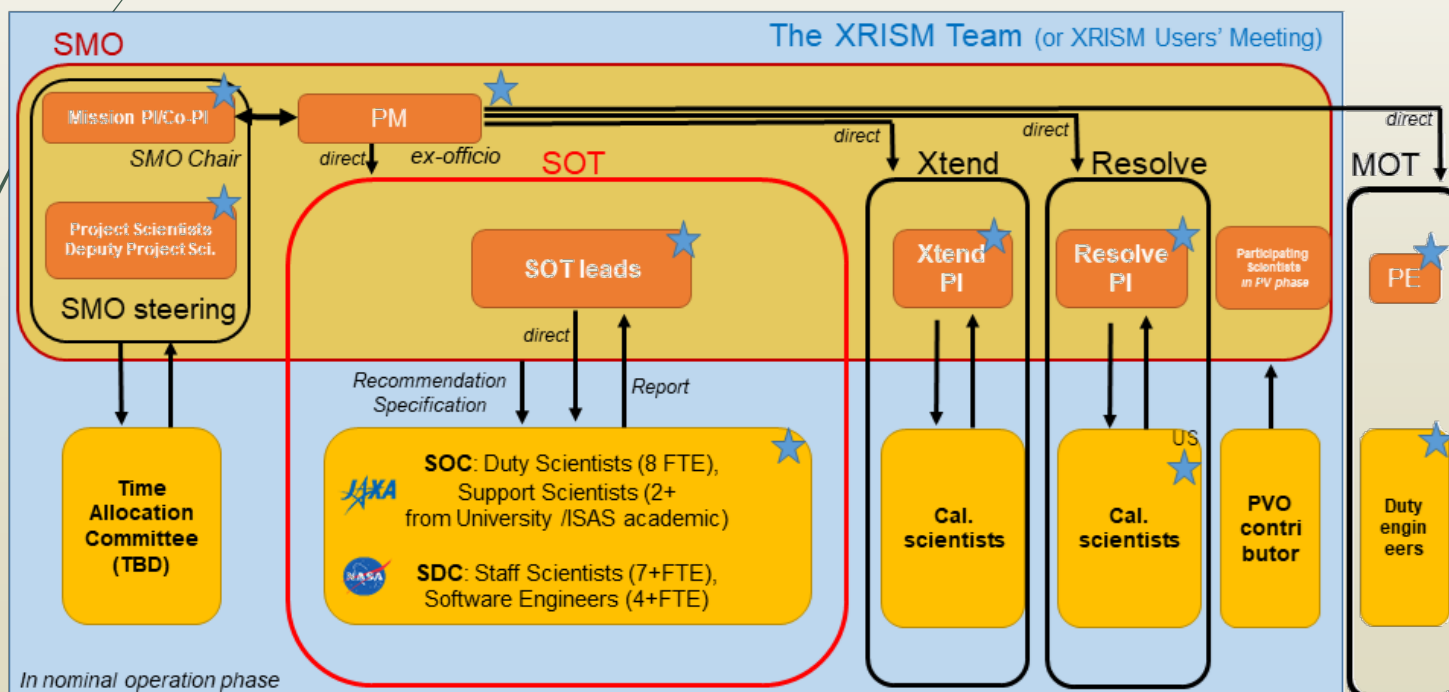 SMO
The XRISM Team (or XRISM Users' Meeting)
Mission PI/Co-PI
SMO Chair
PM
direct
ex-officio
direct
direct
direct
SOT
Xtend
Resolve
MOT
Project Scientists
Deputy Project Sci.
SMO steering
SOT leads
Xtend
PI
Resolve
PI
Participating
Scientists
in PV phase
PE
direct
Recommendation
Specification
Report
Time
Allocation
Committee
(TBD)
JAXA
SOC: Duty Scientists (8 FTE),
Support Scientists (2+
from University /ISAS academic)
NASA
SDC: Staff Scientists (7+FTE),
Software Engineers (4+FTE)
Cal.
scientists
US
Cal.
scientists
PVO
contri
butor
Duty
engin
eers
In nominal operation phase